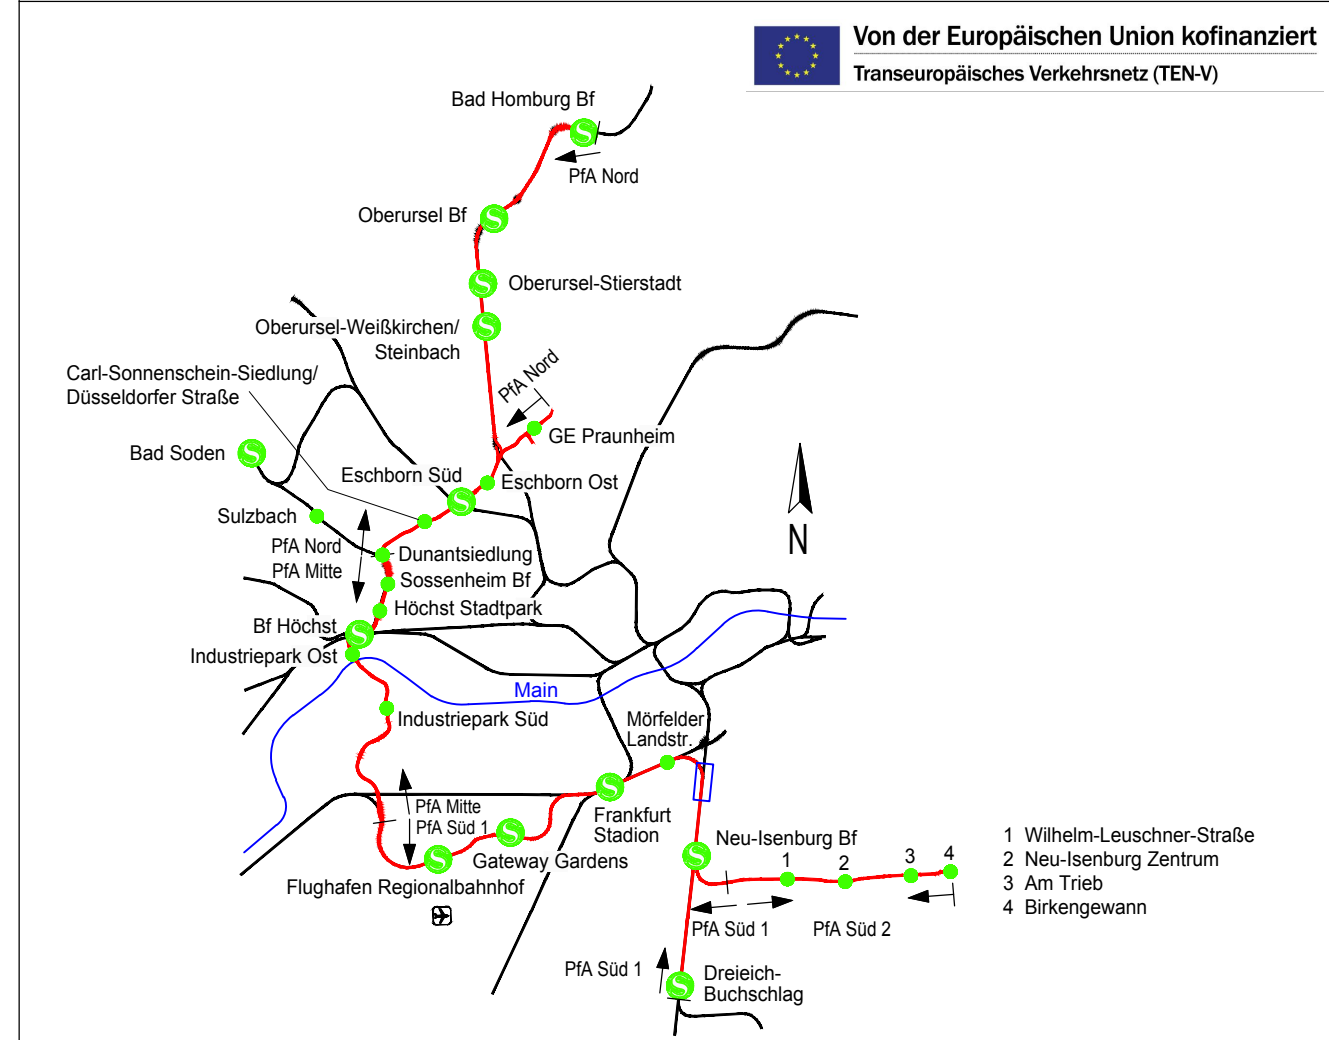 Von der Europäischen Union kofinanziert
Transeuropäisches Verkehrsnetz (TEN-V)
Bad Homburg Bf
PfA Nord
Oberursel Bf
Oberursel-Stierstadt
Oberursel-Weißkirchen/
Steinbach
PfA Nord
Carl-Sonnenschein-Siedlung/
Düsseldorfer Straße
GE Praunheim
Bad Soden
Eschborn Süd
Eschborn Ost
Sulzbach
PfA Nord
PfA Mitte
Dunantsiedlung
Sossenheim Bf
Höchst Stadtpark
N
Bf Höchst
Industriepark Ost
Main
Industriepark Süd
Mörfelder
Landstr.
PfA Mitte
PfA Süd 1
Frankfurt
Stadion
Gateway Gardens
Flughafen Regionalbahnhof
Neu-Isenburg Bf
1
2
3
4
PfA Süd 1
PfA Süd 2
PfA Süd 1
Dreieich-
Buchschlag
1 Wilhelm-Leuschner-Straße
2 Neu-Isenburg Zentrum
3 Am Trieb
4 Birkengewann